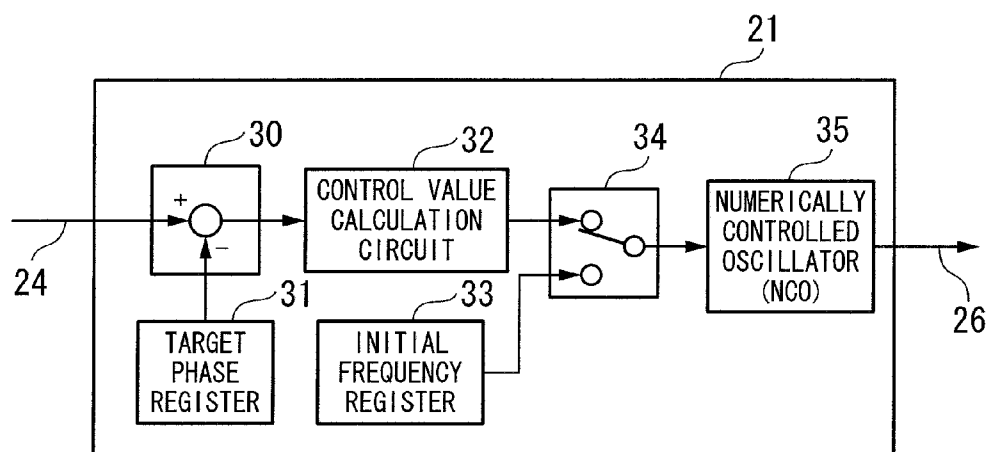 21
30
32
34
35
+
−
CONTROL VALUE
CALCULATION
CIRCUIT
NUMERICALLY
CONTROLLED
OSCILLATOR
(NCO)
24
26
31
33
TARGET
PHASE
REGISTER
INITIAL
FREQUENCY
REGISTER